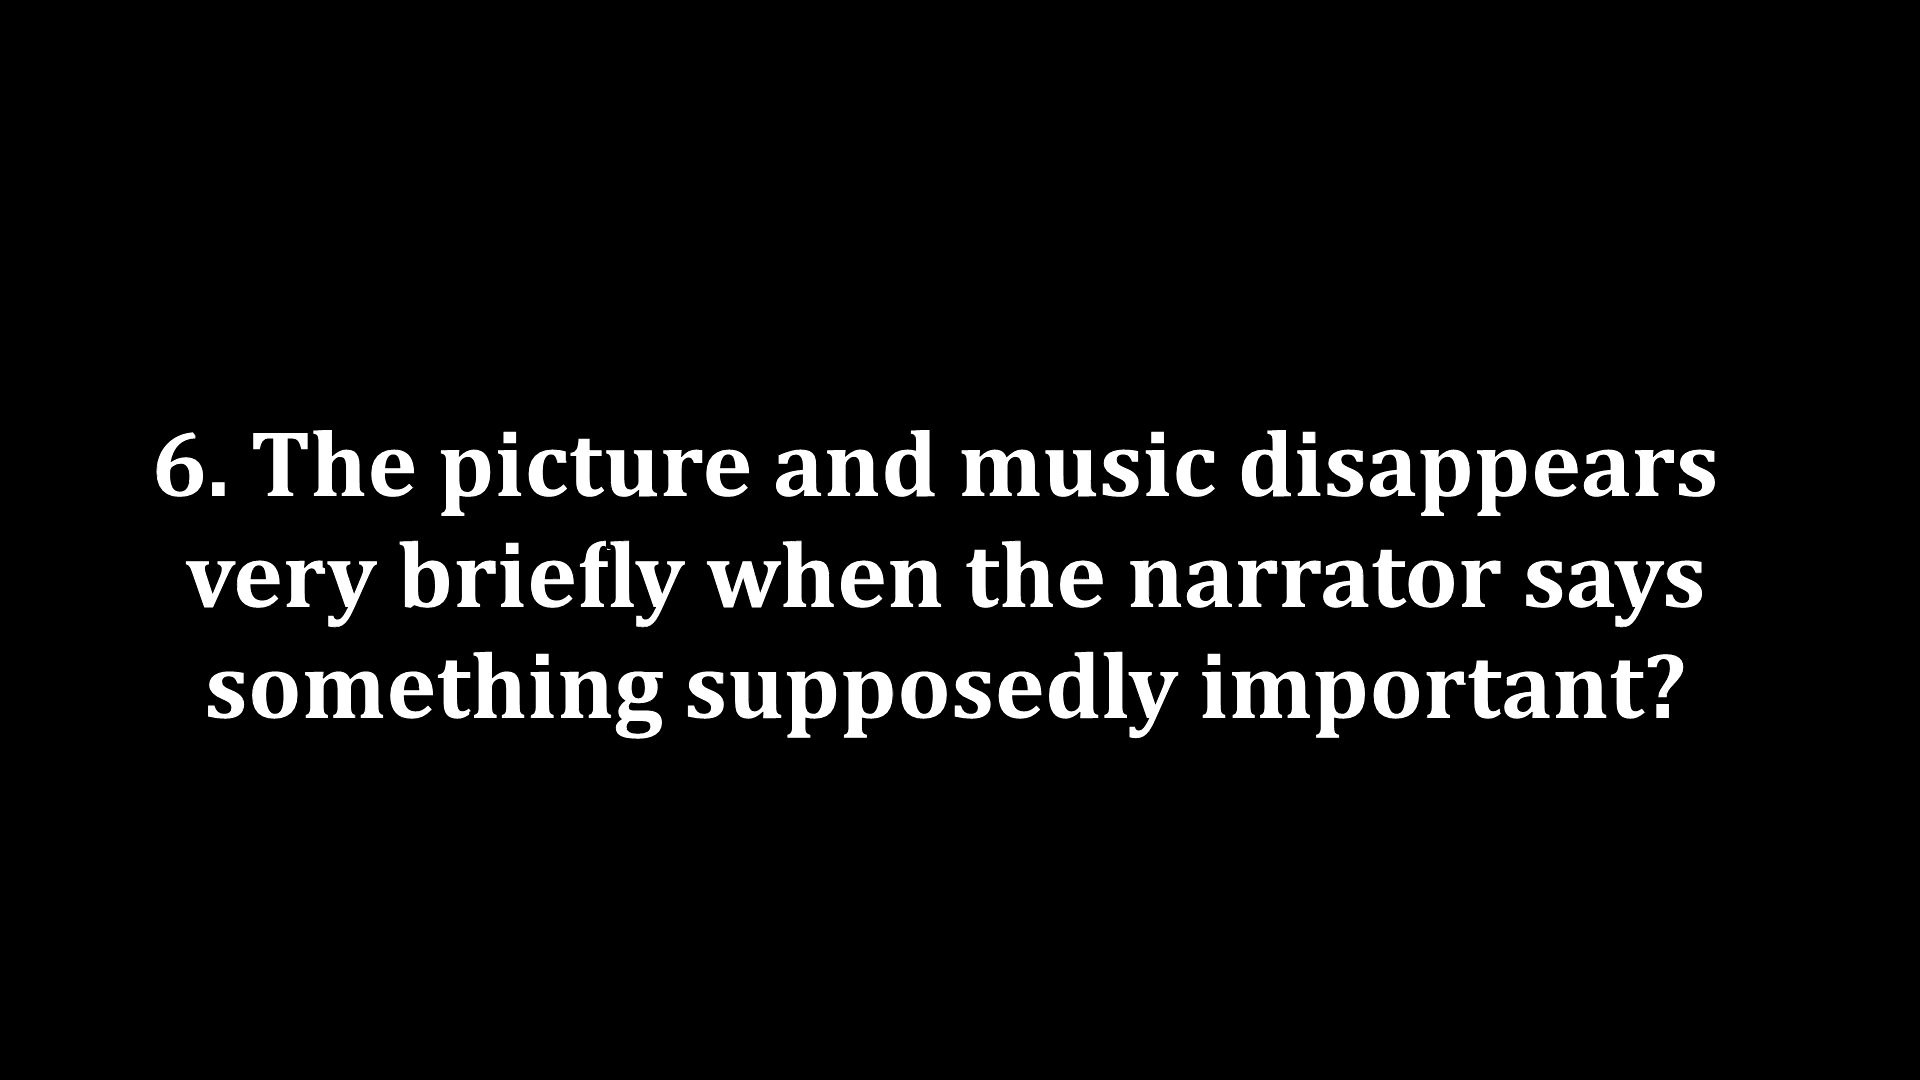 6. The picture and music disappears
very briefly when the narrator says
something supposedly important?